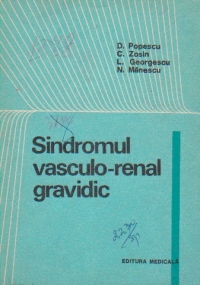 D. Popescu
C. Zosin
L. Georgescu
N. Mănescu
Sindromul
vasculo-renal
gravidic
EDITURA MEDICALĂ